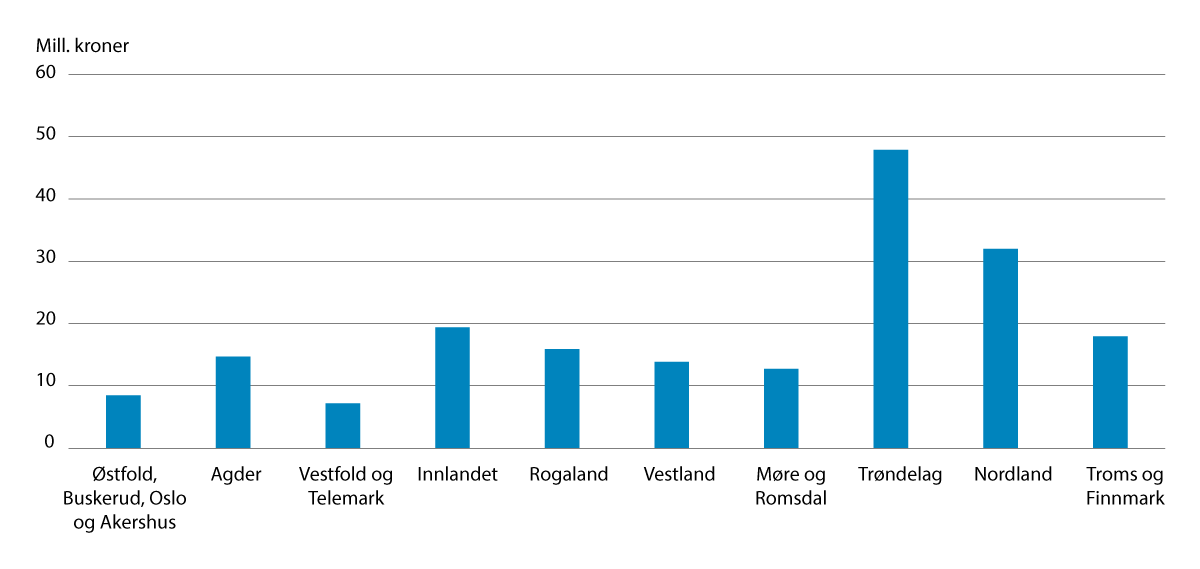 Mill. kroner
60
50
40
30
20
10
0
Østfold,
Buskerud, Oslo
og Akershus
Agder
Vestfold og
Telemark
Innlandet
Rogaland
Vestland
Møre og
Romsdal
Trøndelag
Nordland
Troms og
Finnmark